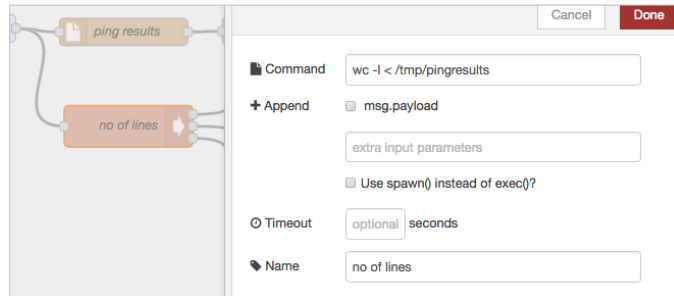 ping results
no of lines
Cancel Done
Command wc -l < /tmp/pingresults
Append msg.payload
extra input parameters
Use spawn() instead of exec()?
Timeout optional seconds
Name no of lines